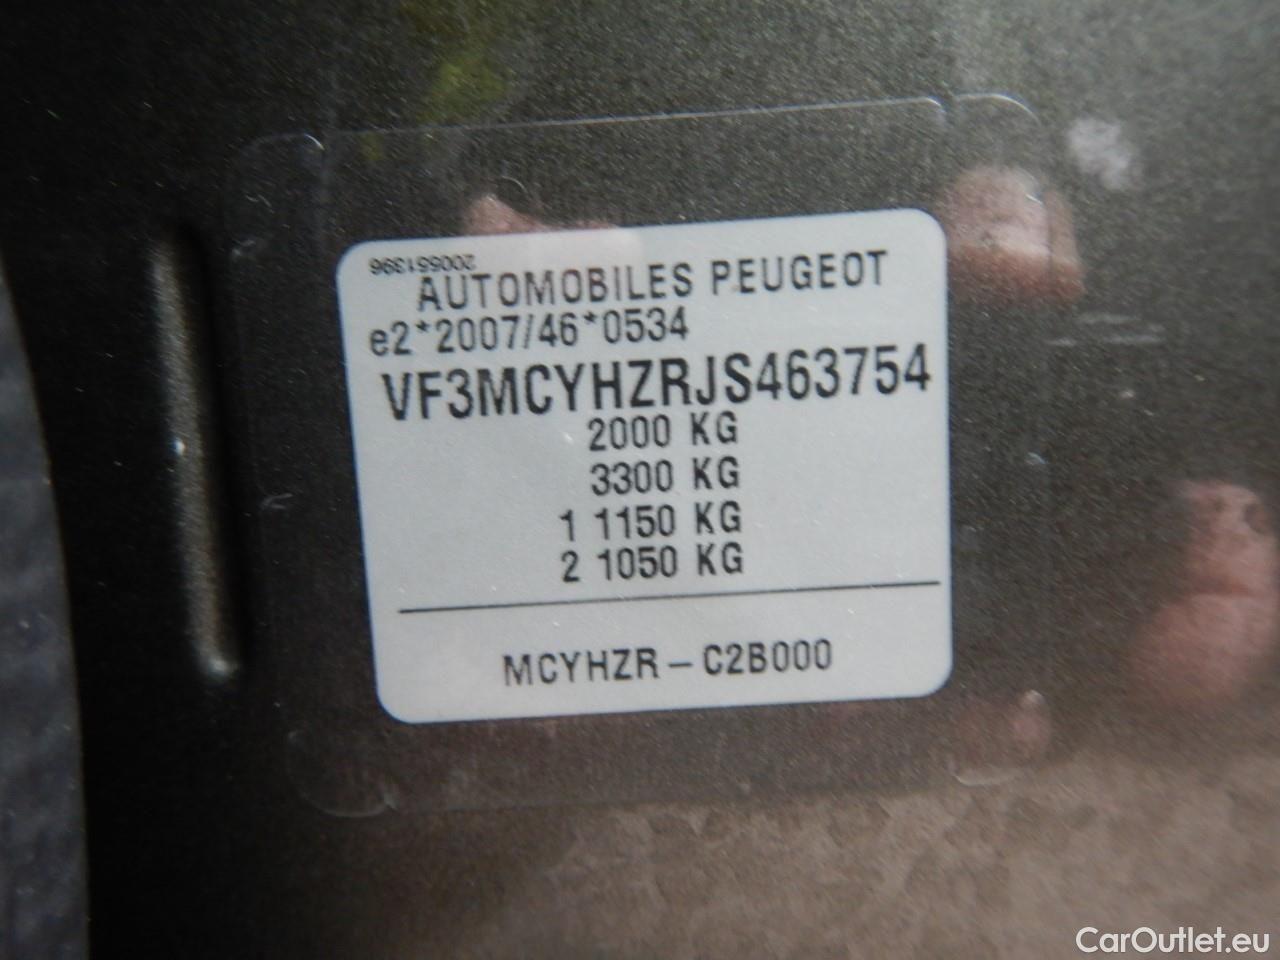 200551396
AUTOMOBILES PEUGEOT
e2*2007/46*0534
VF3MCYHZRJS463754
2000 KG
3300 KG
1 1150 KG
2 1050 KG
MCYHZR – C2B000
CarOutlet.eu